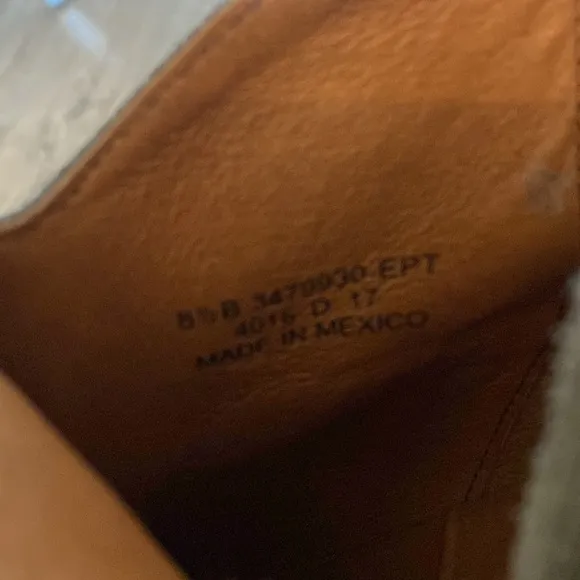 8½B 3479930-EPT
4016 D 17
MADE IN MEXICO